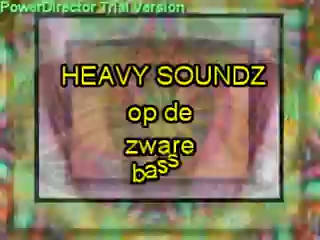 PowerDirector Trial Version
HEAVY SOUNDZ
op de
zware
bass